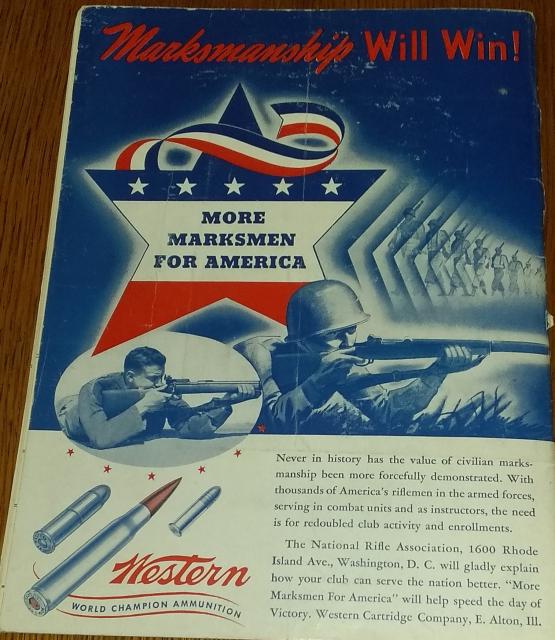 Marksmanship Will Win!
MORE
MARKSMEN
FOR AMERICA
Never in history has the value of civilian marks-
manship been more forcefully demonstrated. With
thousands of America's riflemen in the armed forces,
serving in combat units and as instructors, the need
is for redoubled club activity and enrollments.
The National Rifle Association, 1600 Rhode
Island Ave., Washington, D. C. will gladly explain
how your club can serve the nation better. "More
Marksmen For America" will help speed the day of
Victory. Western Cartridge Company, E. Alton, Ill.
Western
WORLD CHAMPION AMMUNITION